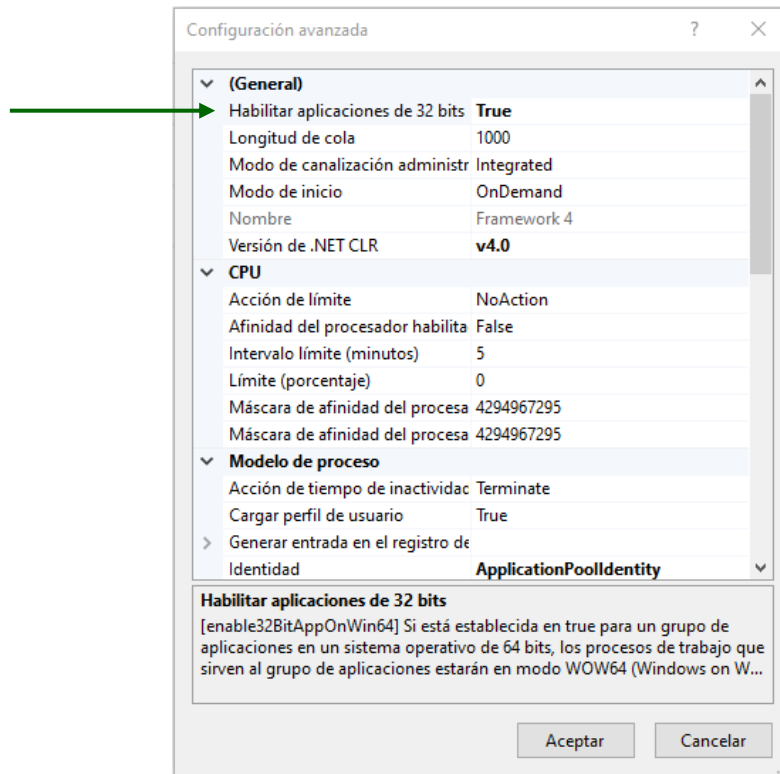 Configuración avanzada ? ×
(General)
Habilitar aplicaciones de 32 bits True
Longitud de cola 1000
Modo de canalización administr Integrated
Modo de inicio OnDemand
Nombre Framework 4
Versión de .NET CLR v4.0
CPU
Acción de límite NoAction
Afinidad del procesador habilita False
Intervalo límite (minutos) 5
Límite (porcentaje) 0
Máscara de afinidad del procesa 4294967295
Máscara de afinidad del procesa 4294967295
Modelo de proceso
Acción de tiempo de inactividad Terminate
Cargar perfil de usuario True
Generar entrada en el registro de
Identidad ApplicationPoolIdentity
Habilitar aplicaciones de 32 bits
[enable32BitAppOnWin64] Si está establecida en true para un grupo de
aplicaciones en un sistema operativo de 64 bits, los procesos de trabajo que
sirven al grupo de aplicaciones estarán en modo WOW64 (Windows on W...
Aceptar Cancelar